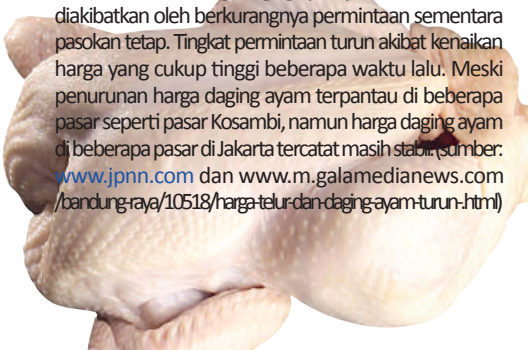 diakibatkan oleh berkurangnya permintaan sementara
pasokan tetap. Tingkat permintaan turun akibat kenaikan
harga yang cukup tinggi beberapa waktu lalu. Meski
penurunan harga daging ayam terpantau di beberapa
pasar seperti pasar Kosambi, namun harga daging ayam
di beberapa pasar di Jakarta tercatat masih stabil. (sumber:
www.jpnn.com dan www.m.galamedianews.com
/bandung-raya/10518/harga-telur-dan-daging-ayam-turun-.html)